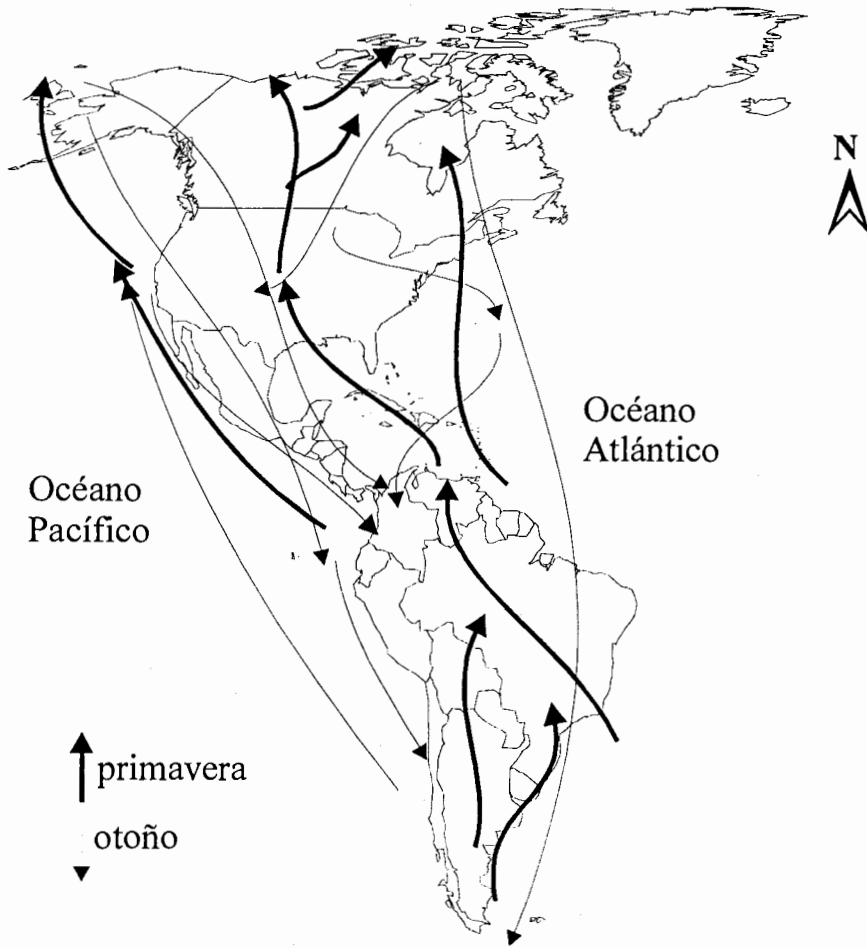 N
Océano
Atlántico
Océano
Pacífico
primavera
otoño